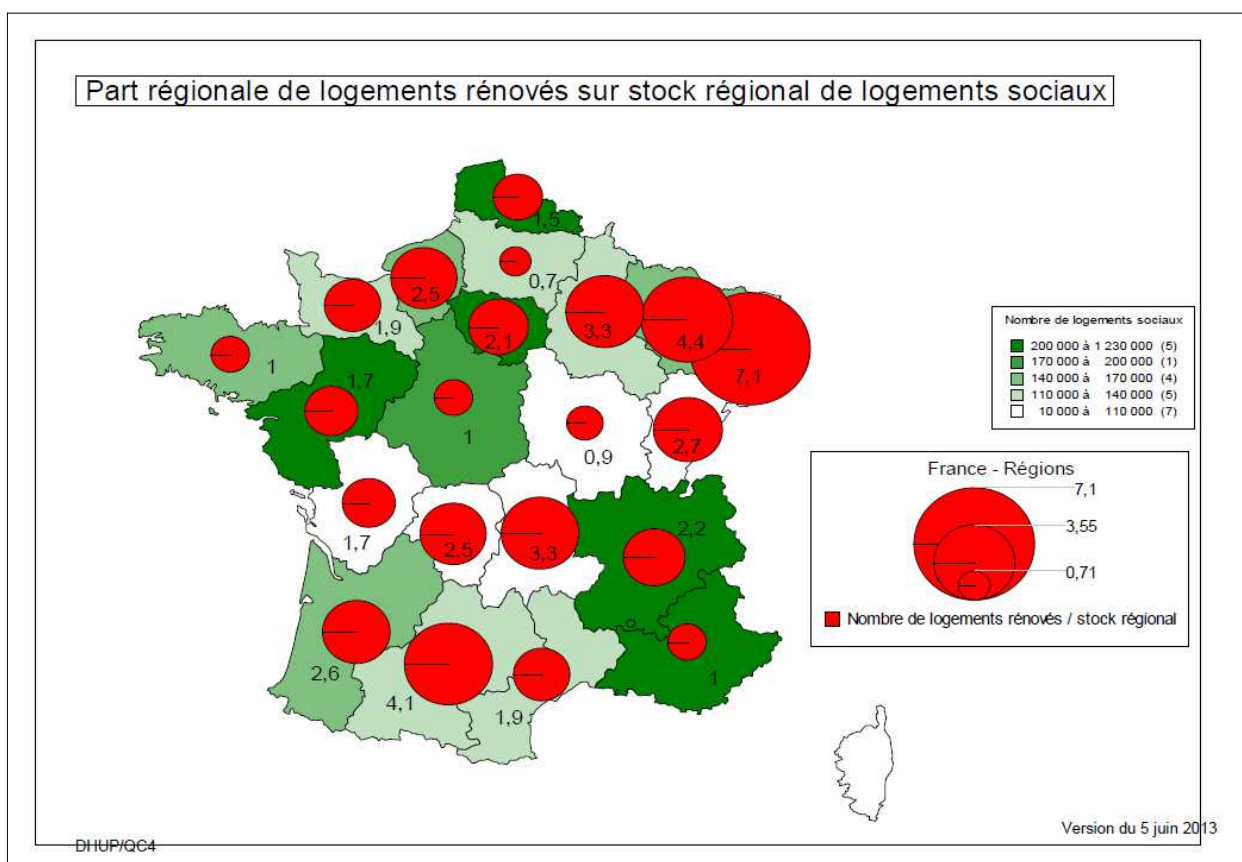 Part régionale de logements rénovés sur stock régional de logements sociaux
1,5
0,7
2,5
1,9
2,1
3,3
4,4
7,1
1
1,7
1
0,9
2,7
1,7
2,5
3,3
2,2
2,6
4,1
1,9
1
Nombre de logements sociaux
200 000 à 1 230 000 (5)
170 000 à 200 000 (1)
140 000 à 170 000 (4)
110 000 à 140 000 (5)
10 000 à 110 000 (7)
France - Régions
7,1
3,55
0,71
Nombre de logements rénovés / stock régional
Version du 5 juin 2013
DHUP/QC4